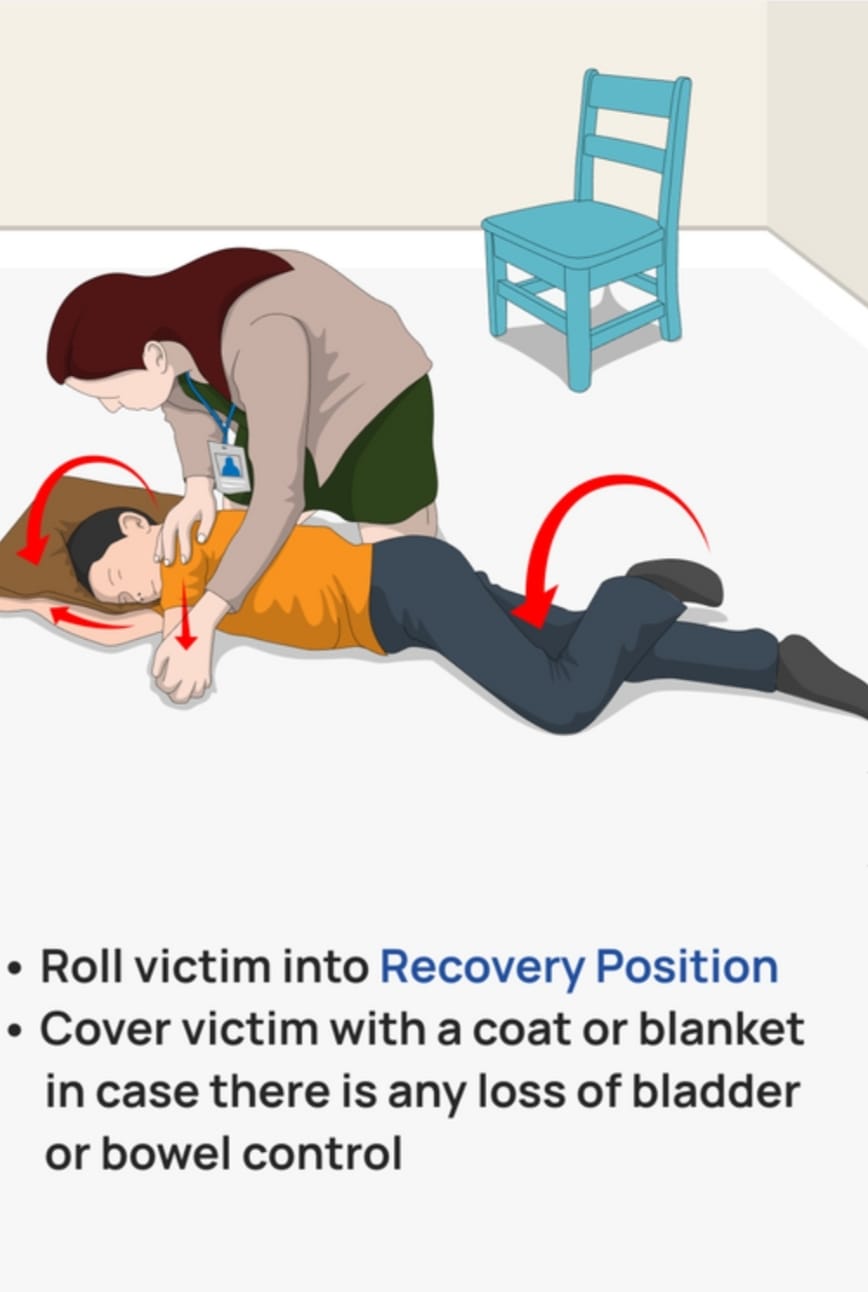 • Roll victim into Recovery Position
• Cover victim with a coat or blanket
in case there is any loss of bladder
or bowel control